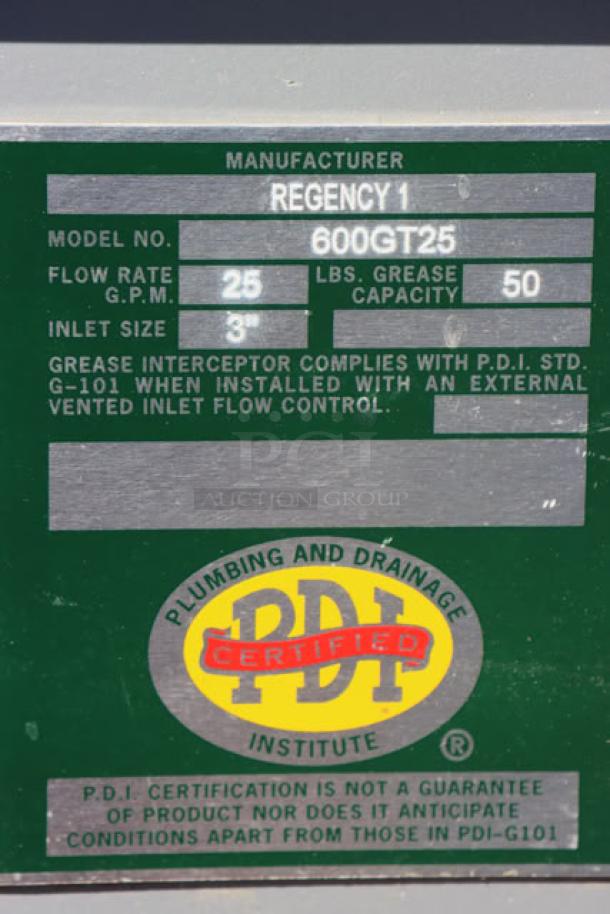 MANUFACTURER
REGENCY 1
MODEL NO. 600GT25
FLOW RATE G.P.M. 25 LBS. GREASE CAPACITY 50
INLET SIZE 3"
GREASE INTERCEPTOR COMPLIES WITH P.D.I. STD.
G-101 WHEN INSTALLED WITH AN EXTERNAL
VENTED INLET FLOW CONTROL.
PCI
AUCTION GROUP
PLUMBING AND DRAINAGE
PDI
CERTIFIED
INSTITUTE ®
P.D.I. CERTIFICATION IS NOT A GUARANTEE
OF PRODUCT NOR DOES IT ANTICIPATE
CONDITIONS APART FROM THOSE IN PDI-G101